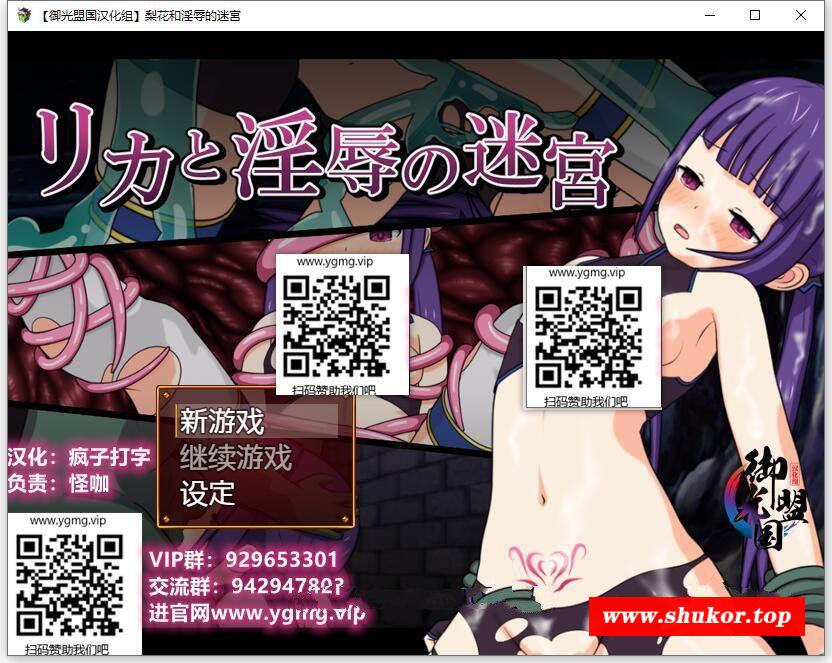 【御光盟国汉化组】梨花和淫辱的迷宮
リカと淫辱の迷宮
www.ygmg.vip
扫码赞助我们吧
www.ygmg.vip
扫码赞助我们吧
新游戏
继续游戏
设定
汉化：疯子打字
负责：怪咖
www.ygmg.vip
扫码赞助我们吧
VIP群：929653301
交流群：942947802
进官网www.ygmg.vip
御光盟国
汉化组
www.shukor.top